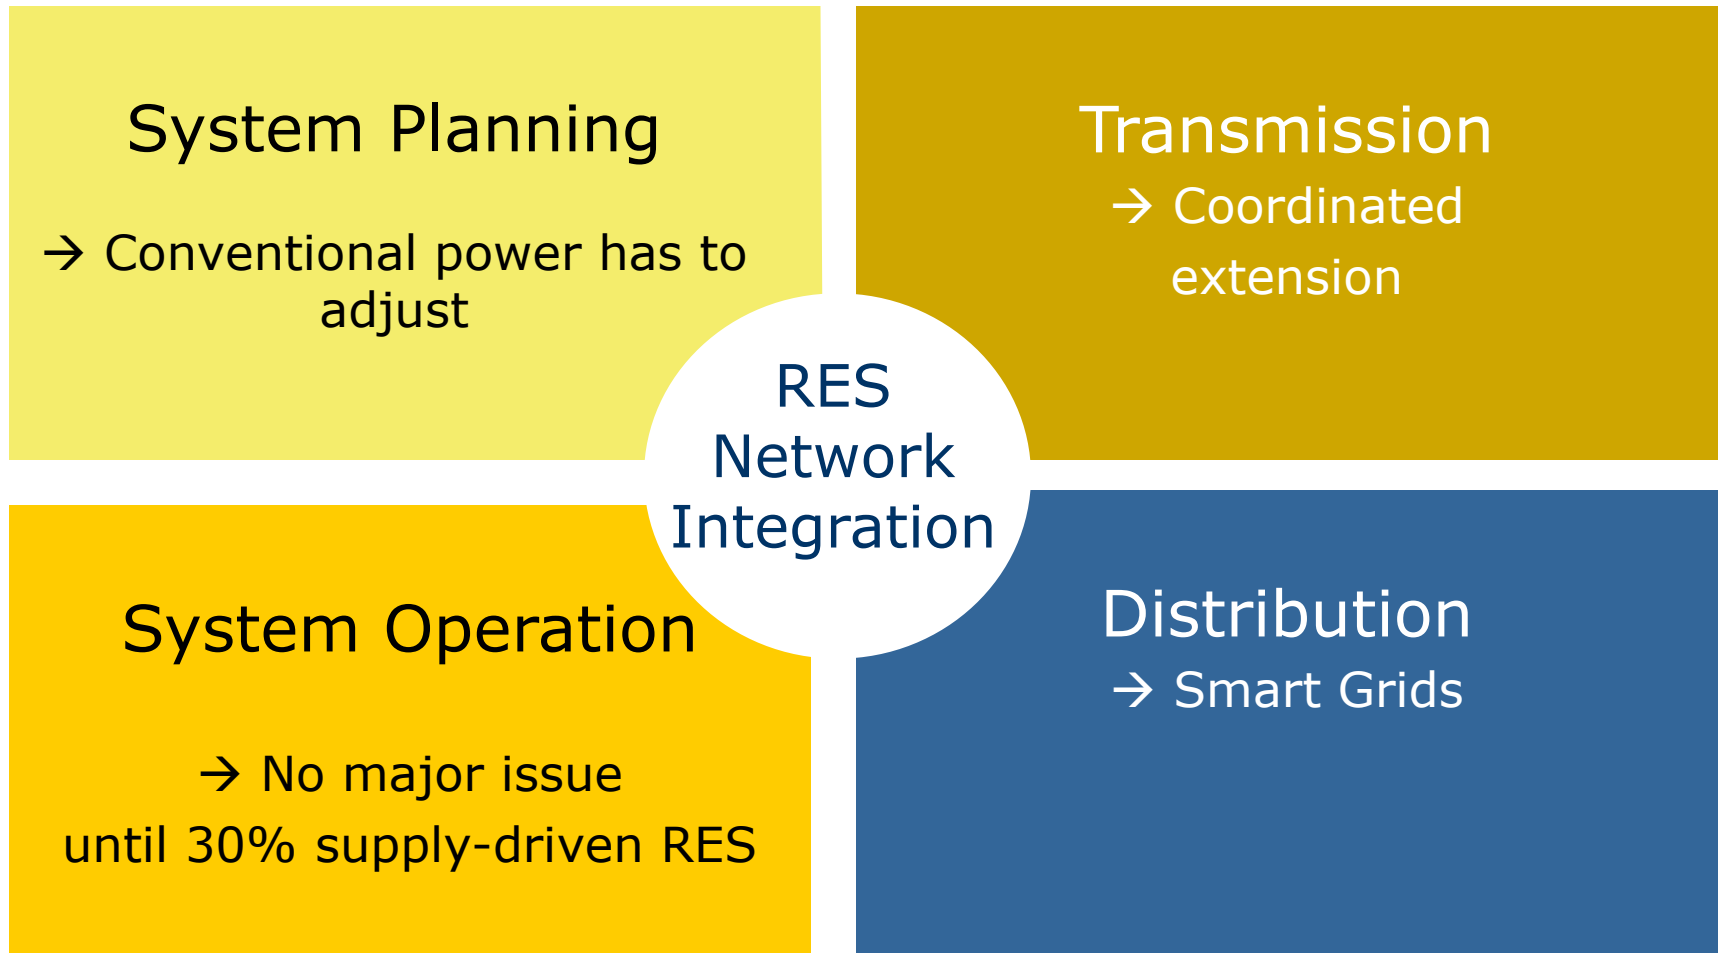 System Planning
→ Conventional power has to
adjust
Transmission
→ Coordinated
extension
RES
Network
Integration
System Operation
→ No major issue
until 30% supply-driven RES
Distribution
→ Smart Grids